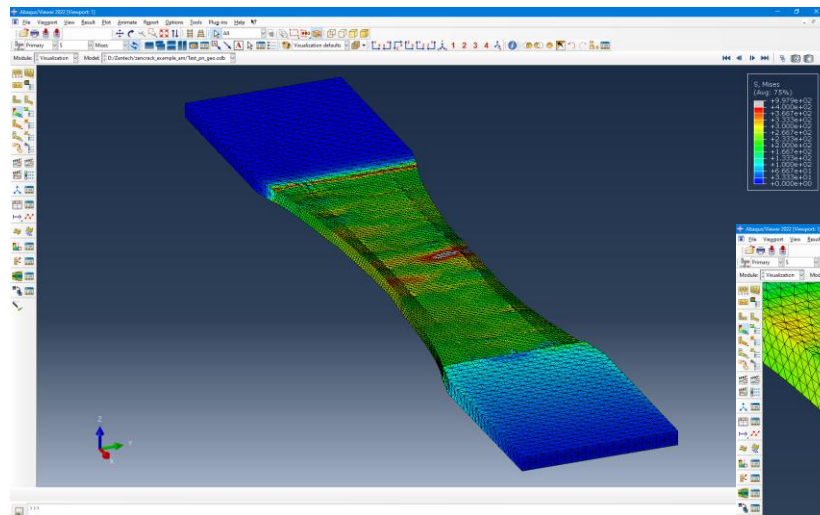 Abaqus/Viewer 2022 [Viewport: 1]
File Viewport View Result Plot Animate Report Options Tools Plug-ins Help
All
Primary S Mises Visualization defaults 1 2 3 4
Module: Visualization Model: D:/Zentech/zencrack_example_am/Test_pin_geo.odb
S, Mises
(Avg: 75%)
+9.979e+02
+4.000e+02
+3.667e+02
+3.333e+02
+3.000e+02
+2.667e+02
+2.333e+02
+2.000e+02
+1.667e+02
+1.333e+02
+1.000e+02
+6.667e+01
+3.333e+01
+0.000e+00
Z
Y
X
>>>
Abaqus/Viewer 2022 [Viewport: 1]
File Viewport View Result
Primary S
Module: Visualization Mod